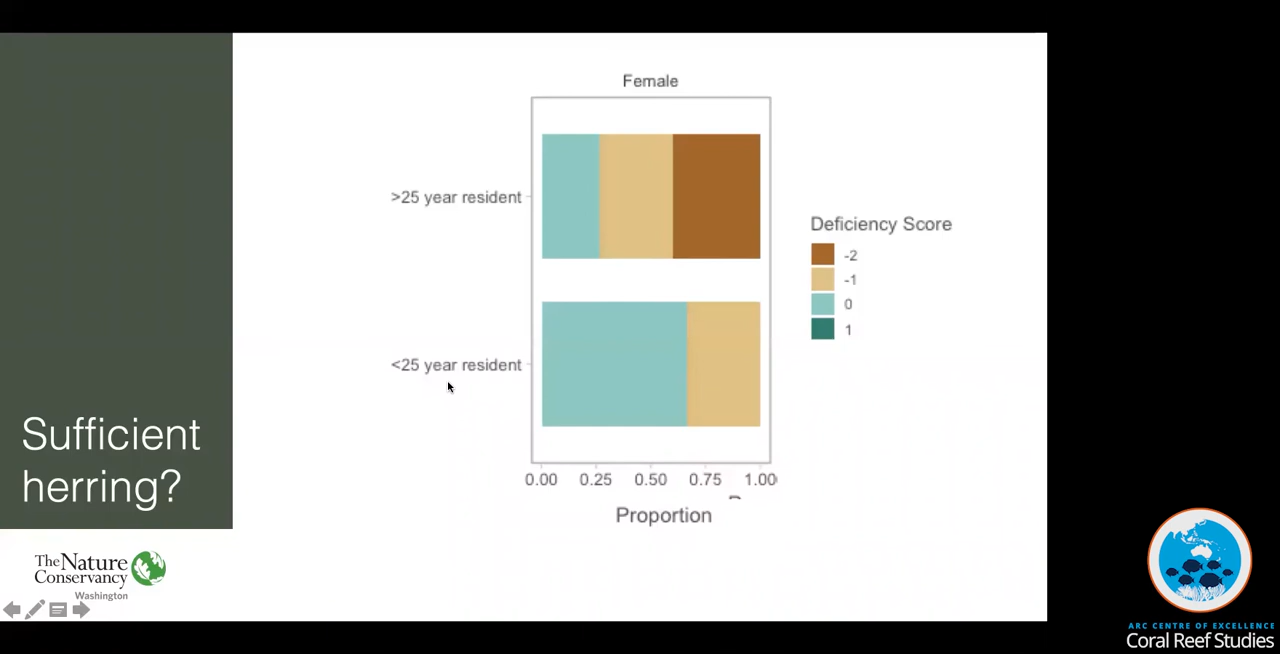 Female
>25 year resident
<25 year resident
0.00 0.25 0.50 0.75 1.00
Proportion
Deficiency Score
-2
-1
0
1
Sufficient
herring?
The Nature
Conservancy
Washington
ARC CENTRE OF EXCELLENCE
Coral Reef Studies